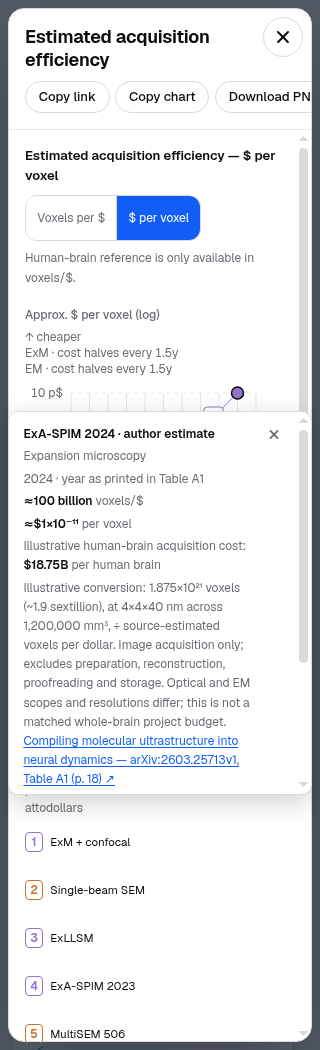 Estimated acquisition
efficiency
Copy link
Copy chart
Download PN
Estimated acquisition efficiency — $ per
voxel
Voxels per $
$ per voxel
Human-brain reference is only available in
voxels/$.
Approx. $ per voxel (log)
↑ cheaper
ExM · cost halves every 1.5y
EM · cost halves every 1.5y
10 p$
ExA-SPIM 2024 · author estimate
Expansion microscopy
2024 · year as printed in Table A1
≈100 billion voxels/$
≈$1×10⁻¹¹ per voxel
Illustrative human-brain acquisition cost:
$18.75B per human brain
Illustrative conversion: 1.875×10²¹ voxels
(~1.9 sextillion), at 4×4×40 nm across
1,200,000 mm³, ÷ source-estimated
voxels per dollar. Image acquisition only;
excludes preparation, reconstruction,
proofreading and storage. Optical and EM
scopes and resolutions differ; this is not a
matched whole-brain project budget.
Compiling molecular ultrastructure into
neural dynamics — arXiv:2603.25713v1,
Table A1 (p. 18) ↗
attodollars
1 ExM + confocal
2 Single-beam SEM
3 ExLLSM
4 ExA-SPIM 2023
5 MultiSEM 506